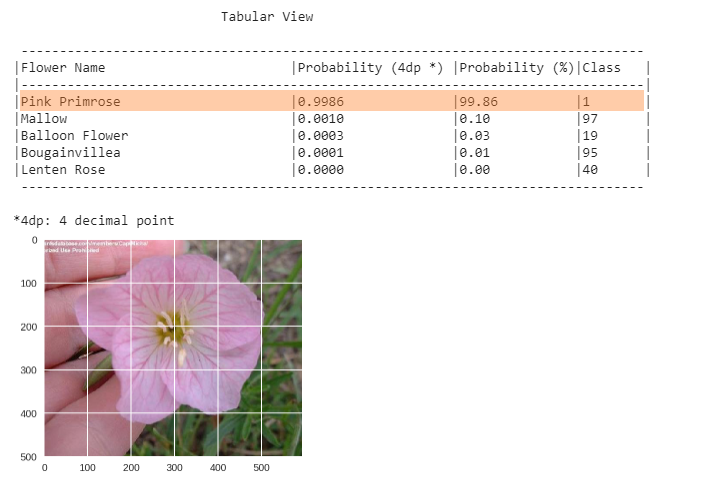 Tabular View
---------------------------------------------------------------------------------
|Flower Name |Probability (4dp *) |Probability (%)|Class |
|---------------------------------------------------------------------------------|
|Pink Primrose |0.9986 |99.86 |1 |
|Mallow |0.0010 |0.10 |97 |
|Balloon Flower |0.0003 |0.03 |19 |
|Bougainvillea |0.0001 |0.01 |95 |
|Lenten Rose |0.0000 |0.00 |40 |
---------------------------------------------------------------------------------
*4dp: 4 decimal point
0
100
200
300
400
500
0 100 200 300 400 500